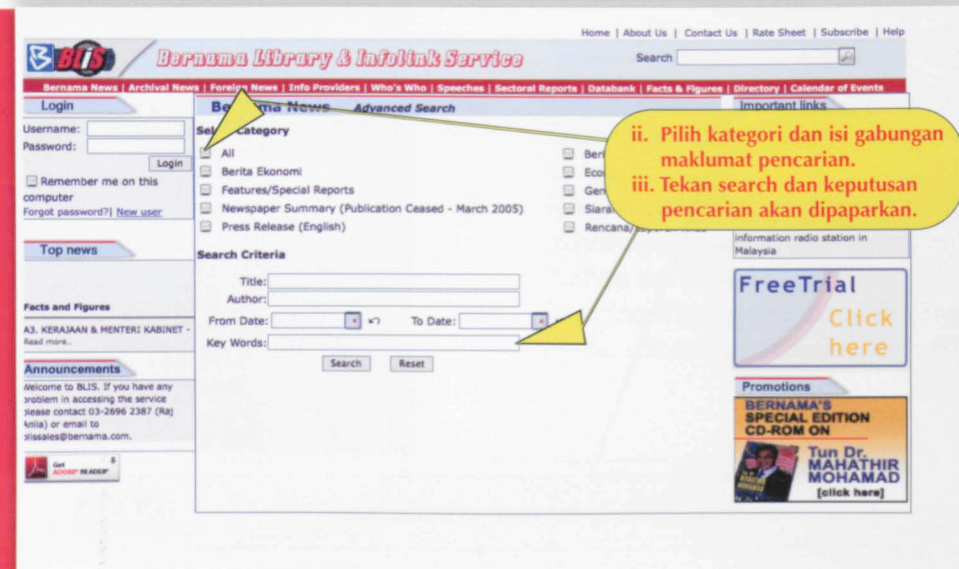 Home | About Us | Contact Us | Rate Sheet | Subscribe | Help
B BLiS Bernama Library & Infolink Service
Search
Bernama News | Archival News | Foreign News | Info Providers | Who's Who | Speeches | Sectoral Reports | Databank | Facts & Figures | Directory | Calendar of Events
Login
Username:
Password:
Login
Remember me on this
computer
Forgot password?| New user
Top news
Facts and Figures
A3. KERAJAAN & MENTERI KABINET -
Read more..
Announcements
Welcome to BLIS. If you have any
problem in accessing the service
please contact 03-2696 2387 (Raj
Anila) or email to
blissales@bernama.com.
Get
ADOBE® READER®
Bernama News Advanced Search
Category
All
Berita Ekonomi
Features/Special Reports
Newspaper Summary (Publication Ceased - March 2005)
Press Release (English)
Search Criteria
Title:
Author:
From Date:
To Date:
Key Words:
Search Reset
ii. Pilih kategori dan isi gabungan
maklumat pencarian.
iii. Tekan search dan keputusan
pencarian akan dipaparkan.
Important links
information radio station in
Malaysia
FreeTrial
Click
here
Promotions
BERNAMA'S
SPECIAL EDITION
CD-ROM ON
Tun Dr.
MAHATHIR
MOHAMAD
[click here]